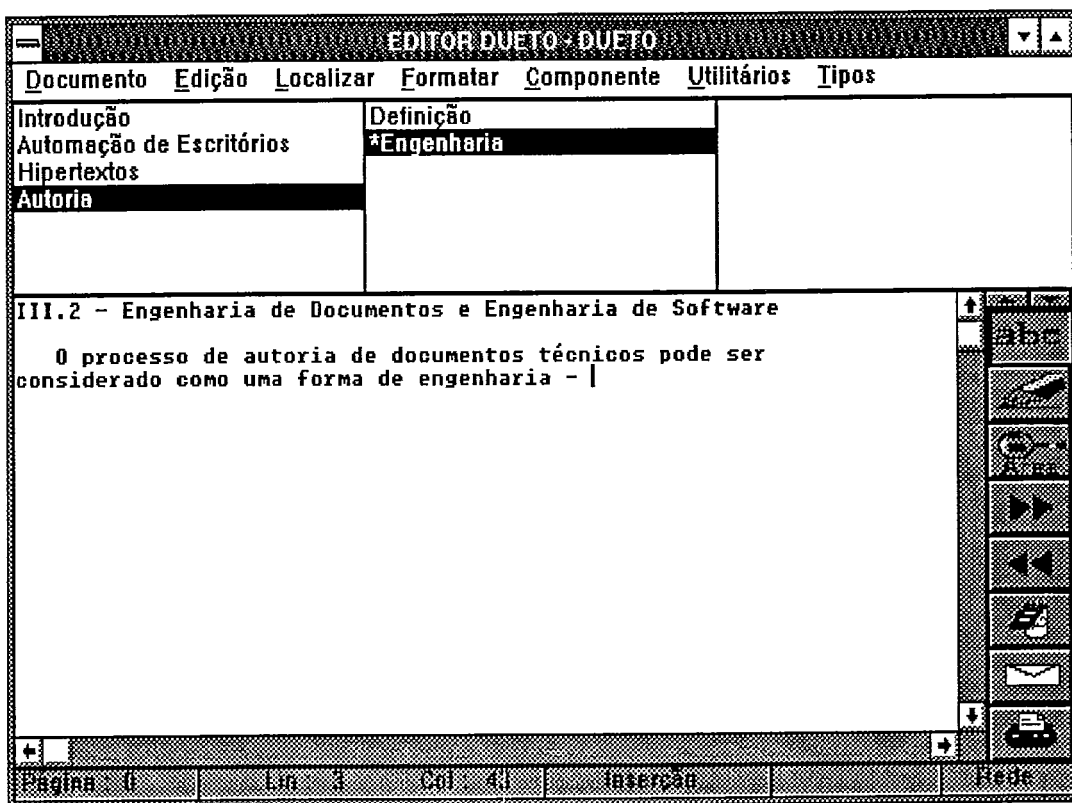 EDITOR DUETO - DUETO
Documento Edição Localizar Formatar Componente Utilitários Tipos
Introdução
Automação de Escritórios
Hipertextos
Autoria
Definição
*Engenharia
III.2 - Engenharia de Documentos e Engenharia de Software
O processo de autoria de documentos técnicos pode ser
considerado como uma forma de engenharia -
abc
Página : 0 Lin : 3 Col : 43 Inserção Rede